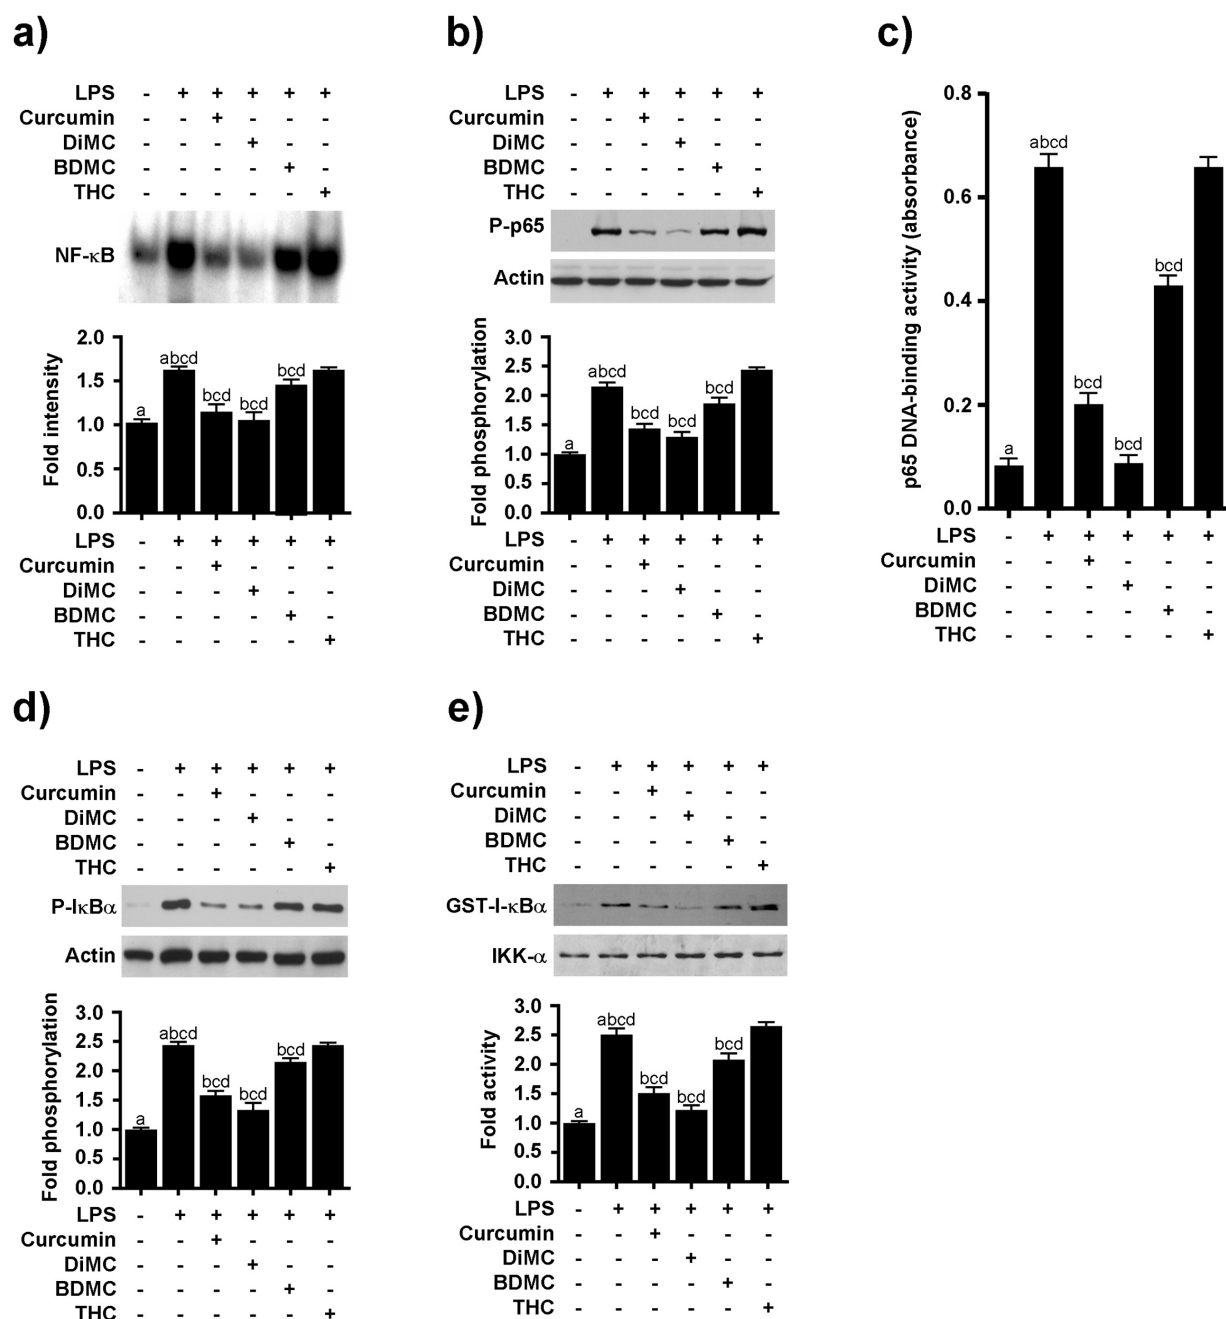 a)
LPS - + + + + +
Curcumin - - + - - -
DiMC - - - + - -
BDMC - - - - + -
THC - - - - - +
NF-κB
Fold intensity
2.0
1.5
1.0
0.5
0.0
a abcd bcd bcd bcd
LPS - + + + + +
Curcumin - - + - - -
DiMC - - - + - -
BDMC - - - - + -
THC - - - - - +
b)
LPS - + + + + +
Curcumin - - + - - -
DiMC - - - + - -
BDMC - - - - + -
THC - - - - - +
P-p65
Actin
Fold phosphorylation
3.0
2.5
2.0
1.5
1.0
0.5
0.0
a abcd bcd bcd bcd
LPS - + + + + +
Curcumin - - + - - -
DiMC - - - + - -
BDMC - - - - + -
THC - - - - - +
c)
p65 DNA-binding activity (absorbance)
0.8
0.6
0.4
0.2
0.0
a abcd bcd bcd bcd
LPS - + + + + +
Curcumin - - + - - -
DiMC - - - + - -
BDMC - - - - + -
THC - - - - - +
d)
LPS - + + + + +
Curcumin - - + - - -
DiMC - - - + - -
BDMC - - - - + -
THC - - - - - +
P-IκBα
Actin
Fold phosphorylation
3.0
2.5
2.0
1.5
1.0
0.5
0.0
a abcd bcd bcd bcd
LPS - + + + + +
Curcumin - - + - - -
DiMC - - - + - -
BDMC - - - - + -
THC - - - - - +
e)
LPS - + + + + +
Curcumin - - + - - -
DiMC - - - + - -
BDMC - - - - + -
THC - - - - - +
GST-I-κBα
IKK-α
Fold activity
3.0
2.5
2.0
1.5
1.0
0.5
0.0
a abcd bcd bcd bcd
LPS - + + + + +
Curcumin - - + - - -
DiMC - - - + - -
BDMC - - - - + -
THC - - - - - +